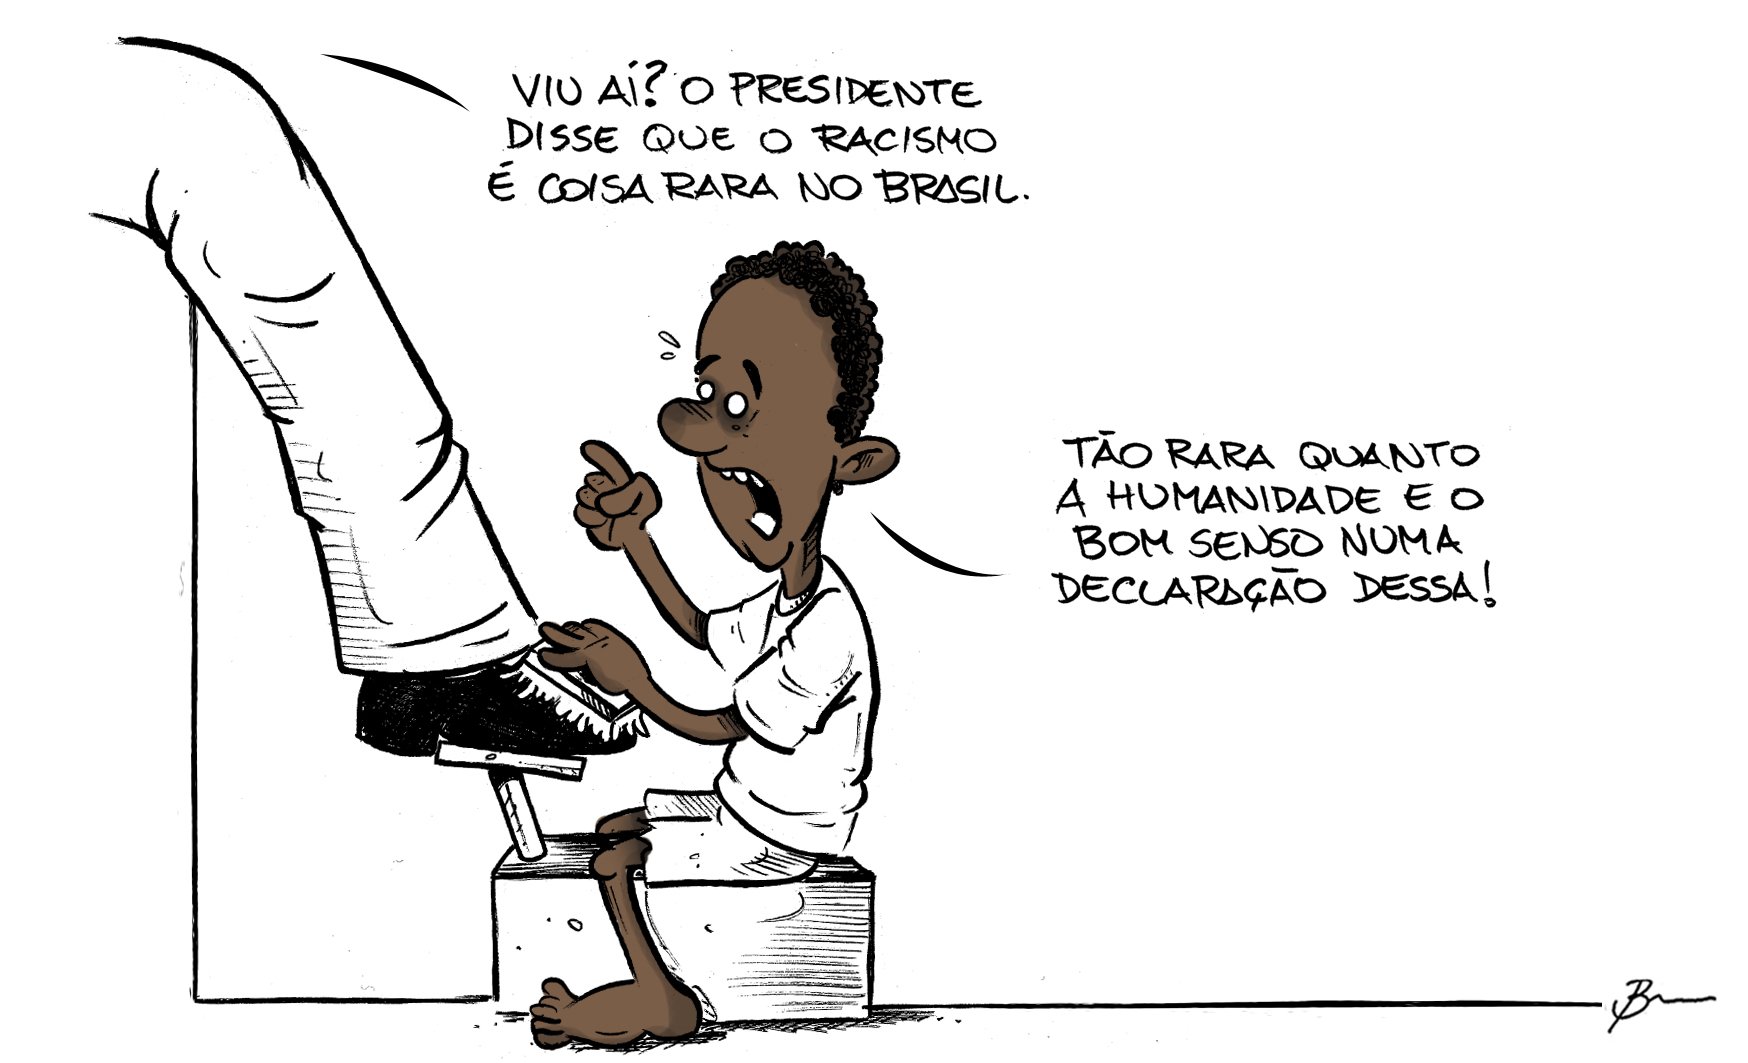 VIU AÍ? O PRESIDENTE
DISSE QUE O RACISMO
É COISA RARA NO BRASIL.
TÃO RARA QUANTO
A HUMANIDADE E O
BOM SENSO NUMA
DECLARAÇÃO DESSA!